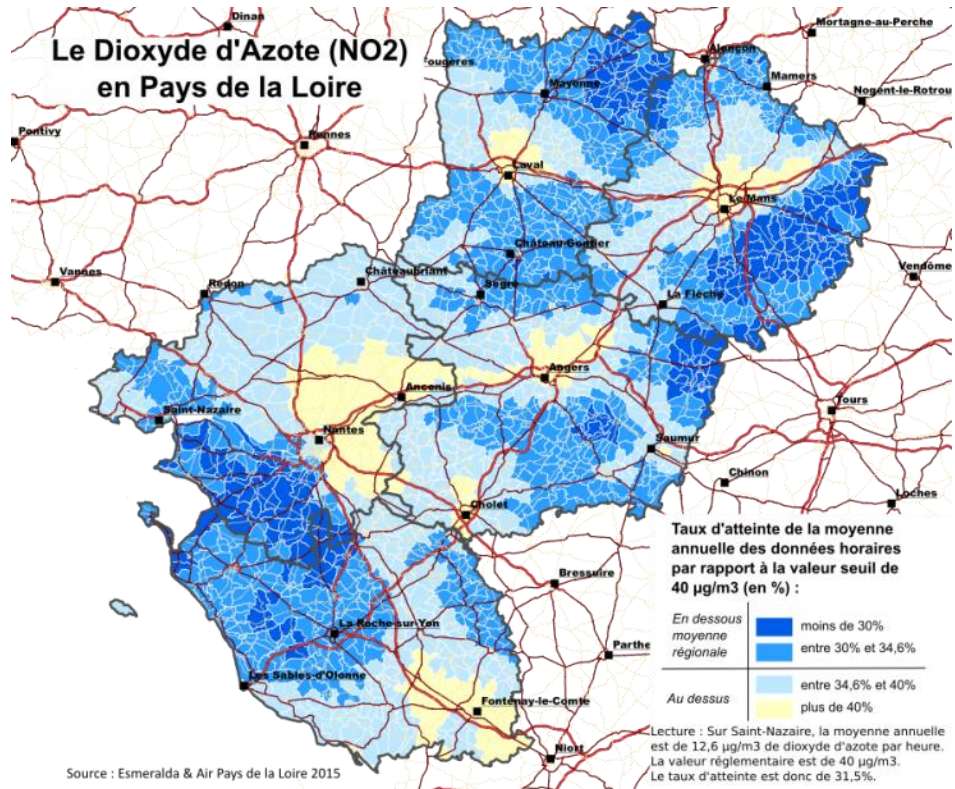 Le Dioxyde d'Azote (NO2)
en Pays de la Loire
Dinan
Mortagne-au-Perche
Alençon
Fougères
Mayenne
Mamers
Nogent-le-Rotrou
Pontivy
Rennes
Laval
Le Mans
Château-Gontier
Vannes
Redon
Châteaubriant
Segré
La Flèche
Vendôme
Angers
Ancenis
Saint-Nazaire
Nantes
Tours
Saumur
Chinon
Loches
Cholet
Bressuire
La Roche-sur-Yon
Parthe
Les Sables-d'Olonne
Fontenay-le-Comte
Niort
Taux d'atteinte de la moyenne
annuelle des données horaires
par rapport à la valeur seuil de
40 µg/m3 (en %) :
En dessous
moyenne
régionale
moins de 30%
entre 30% et 34,6%
Au dessus
entre 34,6% et 40%
plus de 40%
Lecture : Sur Saint-Nazaire, la moyenne annuelle
est de 12,6 µg/m3 de dioxyde d'azote par heure.
La valeur réglementaire est de 40 µg/m3.
Le taux d'atteinte est donc de 31,5%.
Source : Esmeralda & Air Pays de la Loire 2015